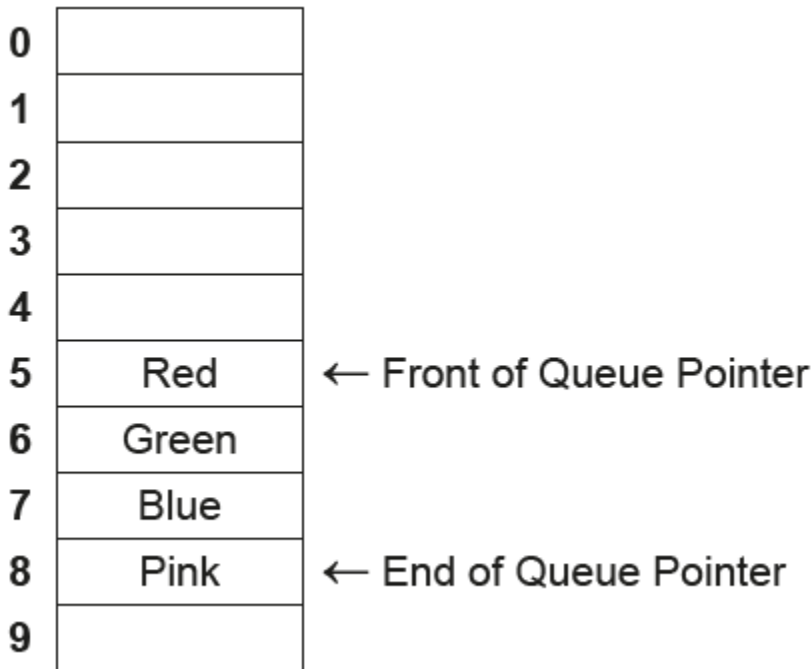 0
1
2
3
4
5 Red ← Front of Queue Pointer
6 Green
7 Blue
8 Pink ← End of Queue Pointer
9